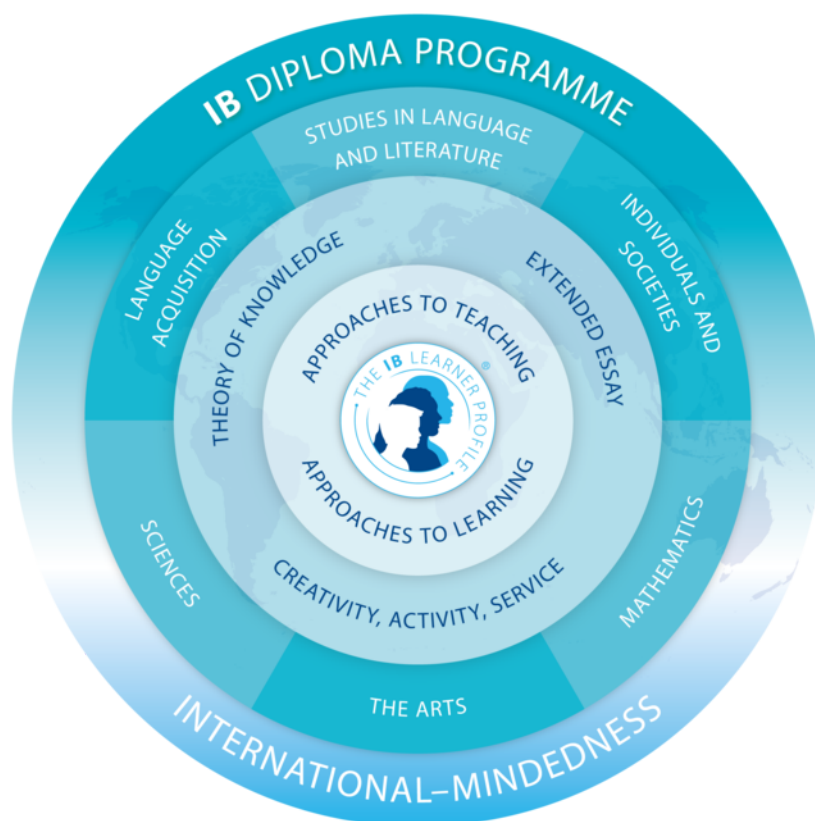 IB DIPLOMA PROGRAMME
STUDIES IN LANGUAGE
AND LITERATURE
LANGUAGE
ACQUISITION
INDIVIDUALS AND
SOCIETIES
THEORY OF KNOWLEDGE
EXTENDED ESSAY
APPROACHES TO TEACHING
THE IB LEARNER PROFILE
®
APPROACHES TO LEARNING
CREATIVITY, ACTIVITY, SERVICE
SCIENCES
MATHEMATICS
THE ARTS
INTERNATIONAL–MINDEDNESS